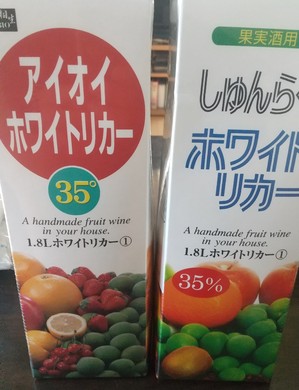 アイオイ
ホワイトリカー
35°
A handmade fruit wine
in your house.
1.8Lホワイトリカー①
果実酒用
しゅんら
ホワイト
リカー
A handmade fruit wine
in your house.
1.8Lホワイトリカー①
35%